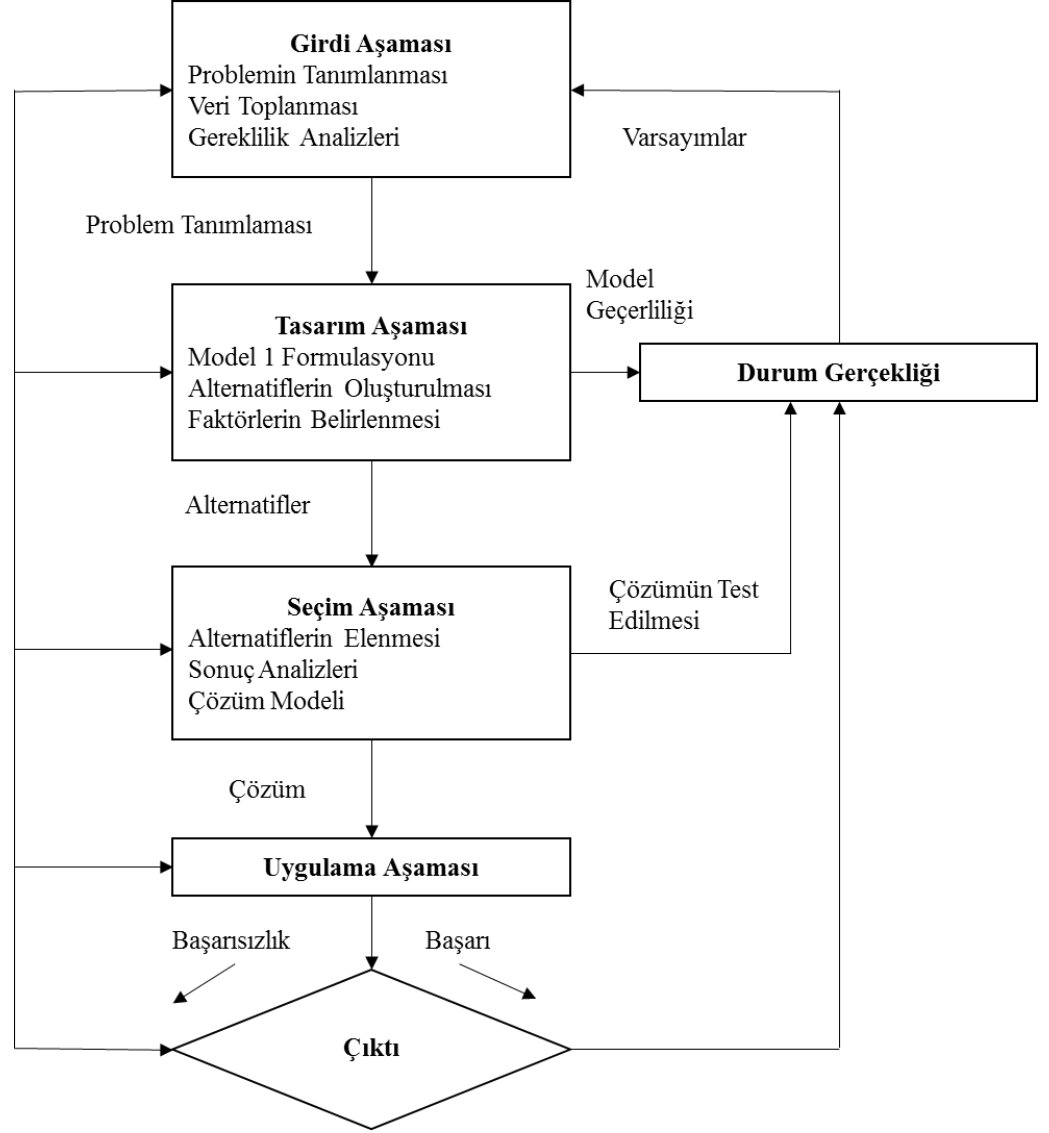 Girdi Aşaması
Problemin Tanımlanması
Veri Toplanması
Gereklilik Analizleri
Varsayımlar
Problem Tanımlaması
Model
Geçerliliği
Tasarım Aşaması
Model 1 Formulasyonu
Alternatiflerin Oluşturulması
Faktörlerin Belirlenmesi
Durum Gerçekliği
Alternatifler
Çözümün Test
Edilmesi
Seçim Aşaması
Alternatiflerin Elenmesi
Sonuç Analizleri
Çözüm Modeli
Çözüm
Uygulama Aşaması
Başarısızlık
Başarı
Çıktı